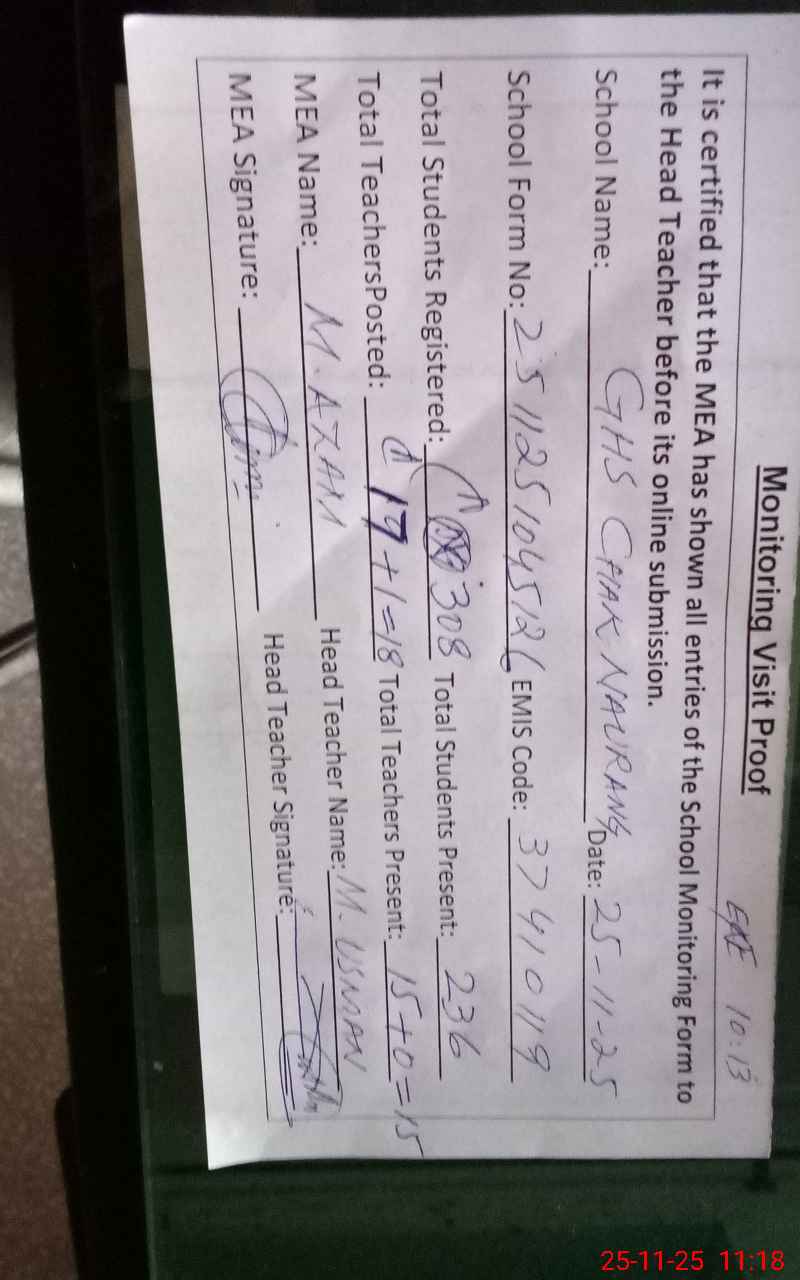 Monitoring Visit Proof
10:13
It is certified that the MEA has shown all entries of the School Monitoring Form to
the Head Teacher before its online submission.
School Name: GHS CHAK NAURANG Date: 25-11-25
School Form No: 2511251045126 EMIS Code: 37410119
Total Students Registered: 308 Total Students Present: 236
Total TeachersPosted: 17+1=18 Total Teachers Present: 15+0=15
MEA Name: M. AZAM Head Teacher Name: M. USMAN
MEA Signature: Head Teacher Signature:
25-11-25 11:18